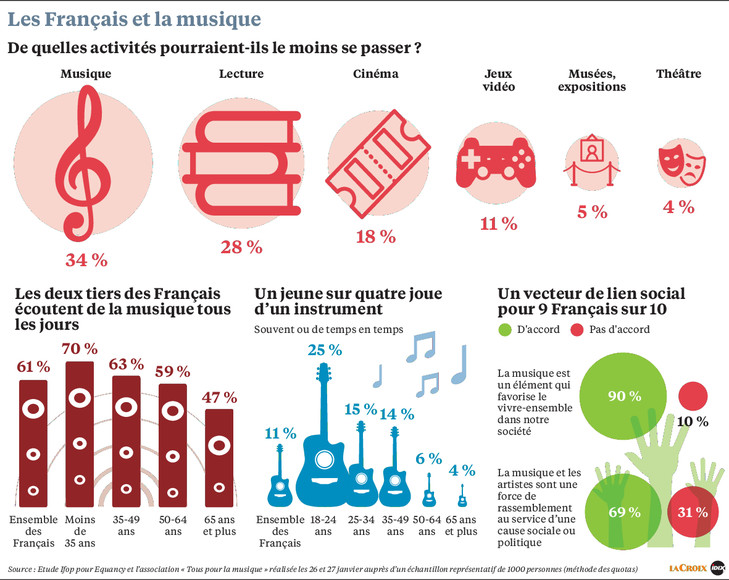 Les Français et la musique
De quelles activités pourraient-ils le moins se passer ?
Musique
Lecture
Cinéma
Jeux
vidéo
Musées,
expositions
Théâtre
34 %
28 %
18 %
11 %
5 %
4 %
Les deux tiers des Français
écoutent de la musique tous
les jours
61 %
70 %
63 %
59 %
47 %
Ensemble
des
Français
Moins
de
35 ans
35-49
ans
50-64
ans
65 ans
et plus
Un jeune sur quatre joue
d’un instrument
Souvent ou de temps en temps
11 %
25 %
15 %
14 %
6 %
4 %
Ensemble
des
Français
18-24
ans
25-34
ans
35-49
ans
50-64
ans
65 ans
et plus
Un vecteur de lien social
pour 9 Français sur 10
D’accord
Pas d’accord
La musique est
un élément qui
favorise le
vivre-ensemble
dans notre
société
90 %
10 %
La musique et les
artistes sont une
force de
rassemblement
au service d’une
cause sociale ou
politique
69 %
31 %
Source : Etude Ifop pour Equancy et l’association « Tous pour la musique » réalisée les 26 et 27 janvier auprès d’un échantillon représentatif de 1000 personnes (méthode des quotas)
LA CROIX
idix